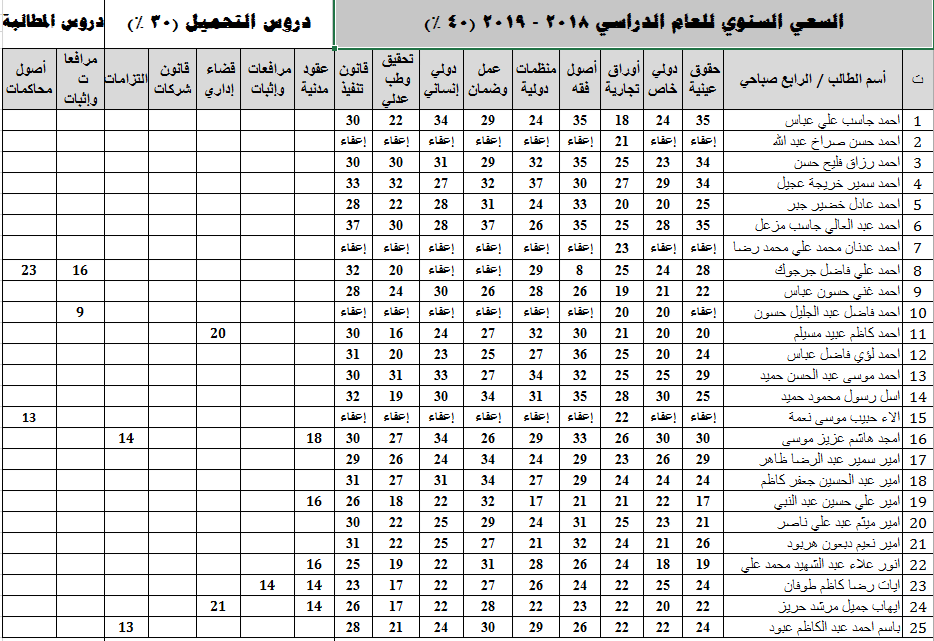 السعي السنوي للعام الدراسي ٢٠١٨ - ٢٠١٩ (٤٠ ٪) دروس التحميل (٣٠ ٪) دروس المطالبة
ت أسم الطالب / الرابع صباحي حقوق عينية دولي خاص أوراق تجارية أصول فقه منظمات دولية عمل وضمان دولي إنساني تحقيق وطب عدلي قانون تنفيذ عقود مدنية مرافعات وإثبات قضاء إداري قانون شركات التزامات مرافعا ت وإثبات أصول محاكمات
1 احمد جاسب علي عباس 35 24 18 35 24 29 34 22 30
2 احمد حسن صراخ عبد الله إعفاء إعفاء 21 إعفاء إعفاء إعفاء إعفاء إعفاء إعفاء
3 احمد رزاق فليح حسن 34 23 25 35 32 29 31 30 30
4 احمد سمير خريجة عجيل 34 29 27 30 37 32 27 32 33
5 احمد عادل خضير جبر 25 20 20 33 24 31 28 22 28
6 احمد عبد العالي جاسب مزعل 35 28 25 35 26 37 28 30 37
7 احمد عدنان محمد علي محمد رضا إعفاء إعفاء 23 إعفاء إعفاء إعفاء إعفاء إعفاء إعفاء
8 احمد علي فاضل جرجوك 28 24 25 8 29 إعفاء إعفاء 20 32 16 23
9 احمد غني حسون عباس 22 21 19 26 28 26 30 24 28
10 احمد فاضل عبد الجليل حسون إعفاء 20 20 إعفاء إعفاء إعفاء إعفاء إعفاء إعفاء 9
11 احمد كاظم عبيد مسيلم 20 20 21 30 32 27 24 16 30 20
12 احمد لؤي فاضل عباس 24 20 25 36 27 25 23 20 31
13 احمد موسى عبد الحسن حميد 29 25 25 32 34 27 33 31 30
14 اسل رسول محمود حميد 25 30 28 35 31 34 30 19 32
15 الاء حبيب موسى نعمة إعفاء إعفاء 22 إعفاء إعفاء إعفاء إعفاء إعفاء إعفاء 13
16 امجد هاشم عزيز موسى 30 30 26 33 29 26 34 27 30 18 14
17 امير سمير عبد الرضا ظاهر 29 26 23 29 24 34 24 26 29
18 امير عبد الحسين جعفر كاظم 24 24 24 29 27 34 31 27 31
19 امير علي حسين عبد النبي 17 22 21 21 17 32 22 18 26 16
20 امير ميثم عبد علي ناصر 21 23 25 31 24 29 25 22 30
21 امير نعيم دبعون هربود 26 21 24 32 21 27 25 22 31
22 انور علاء عبد الشهيد محمد علي 19 18 24 26 28 31 22 19 25 16
23 ايات رضا كاظم طوفان 24 25 22 24 26 27 22 17 23 14 14
24 ايهاب جميل مرشد حريز 22 20 22 23 22 28 22 17 26 14 21
25 باسم احمد عبد الكاظم عبود 24 22 22 26 29 30 24 21 28 13